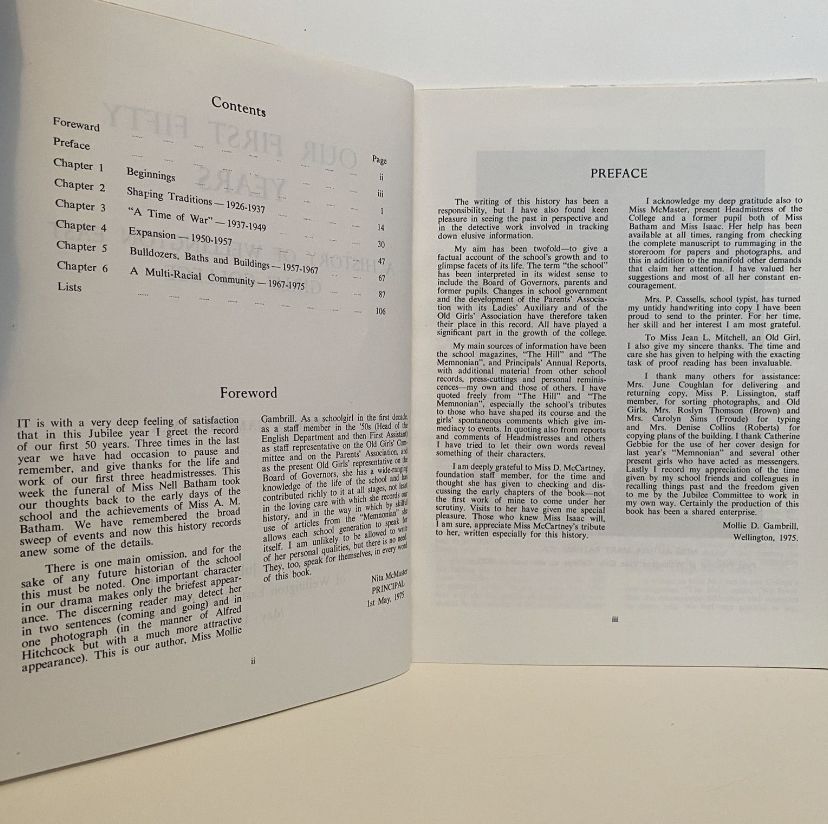 Contents
Page
Foreward ii
Preface iii
Chapter 1 Beginnings 1
Chapter 2 Shaping Traditions — 1926-1937 14
Chapter 3 "A Time of War" — 1937-1949 30
Chapter 4 Expansion — 1950-1957 47
Chapter 5 Bulldozers, Baths and Buildings — 1957-1967 67
Chapter 6 A Multi-Racial Community — 1967-1975 87
Lists 106
Foreword
IT is with a very deep feeling of satisfaction
that in this Jubilee year I greet the record
of our first 50 years. Three times in the last
year we have had occasion to pause and
remember, and give thanks for the life and
work of our first three headmistresses. This
week the funeral of Miss Nell Batham took
our thoughts back to the early days of the
school and the achievements of Miss A. M.
Batham. We have remembered the broad
sweep of events and now this history records
anew some of the details.
There is one main omission, and for the
sake of any future historian of the school
this must be noted. One important character
in our drama makes only the briefest appear-
ance. The discerning reader may detect her
in two sentences (coming and going) and in
one photograph (in the manner of Alfred
Hitchcock but with a much more attractive
appearance). This is our author, Miss Mollie
Gambrill. As a schoolgirl in the first decade,
as a staff member in the '50s (Head of the
English Department and then First Assistant)
as staff representative on the Old Girls' Com-
mittee and on the Parents' Association, and
as the present Old Girls' representative on the
Board of Governors, she has a wide-ranging
knowledge of the life of the school and has
contributed richly to it at all stages, not least
in the loving care with which she records our
history, and in the way in which by skilful
use of articles from the "Memnonian" she
allows each school generation to speak for
itself. I am unlikely to be allowed to write
of her personal qualities, but there is no need.
They, too, speak for themselves, in every word
of this book.
Nita McMaster
PRINCIPAL
1st May, 1975
ii
PREFACE
The writing of this history has been a
responsibility, but I have also found keen
pleasure in seeing the past in perspective and
in the detective work involved in tracking
down elusive information.
My aim has been twofold—to give a
factual account of the school's growth and to
glimpse facets of its life. The term "the school"
has been interpreted in its widest sense to
include the Board of Governors, parents and
former pupils. Changes in school government
and the development of the Parents' Associa-
tion with its Ladies' Auxiliary and of the
Old Girls' Association have therefore taken
their place in this record. All have played a
significant part in the growth of the college.
My main sources of information have been
the school magazines, "The Hill" and "The
Memnonian", and Principals' Annual Reports,
with additional material from other school
records, press-cuttings and personal reminis-
cences—my own and those of others. I have
quoted freely from "The Hill" and "The
Memnonian", especially the school's tributes
to those who have shaped its course and the
girls' spontaneous comments which give im-
mediacy to events. In quoting also from reports
and comments of Headmistresses and others
I have tried to let their own words reveal
something of their characters.
I am deeply grateful to Miss D. McCartney,
foundation staff member, for the time and
thought she has given to checking and dis-
cussing the early chapters of the book—not
the first work of mine to come under her
scrutiny. Visits to her have given me special
pleasure. Those who knew Miss Isaac will,
I am sure, appreciate Miss McCartney's tribute
to her, written especially for this history.
I acknowledge my deep gratitude also to
Miss McMaster, present Headmistress of the
College and a former pupil both of Miss
Batham and Miss Isaac. Her help has been
available at all times, ranging from checking
the complete manuscript to rummaging in the
storeroom for papers and photographs, and
this in addition to the manifold other demands
that claim her attention. I have valued her
suggestions and most of all her constant en-
couragement.
Mrs. P. Cassells, school typist, has turned
my untidy handwriting into copy I have been
proud to send to the printer. For her time,
her skill and her interest I am most grateful.
To Miss Jean L. Mitchell, an Old Girl,
I also give my sincere thanks. The time and
care she has given to helping with the exacting
task of proof reading has been invaluable.
I thank many others for assistance:
Mrs. June Coughlan for delivering and
returning copy, Miss P. Lissington, staff
member, for sorting photographs, and Old
Girls, Mrs. Roslyn Thomson (Brown) and
Mrs. Carolyn Sims (Froude) for typing
and Mrs. Denise Collins (Roberts) for
copying plans of the building. I thank Catherine
Gebbie for the use of her cover design for
last year's "Memnonian" and several other
present girls who have acted as messengers.
Lastly I record my appreciation of the time
given by my school friends and colleagues in
recalling things past and the freedom given
to me by the Jubilee Committee to work in
my own way. Certainly the production of this
book has been a shared enterprise.
Mollie D. Gambrill,
Wellington, 1975.
iii